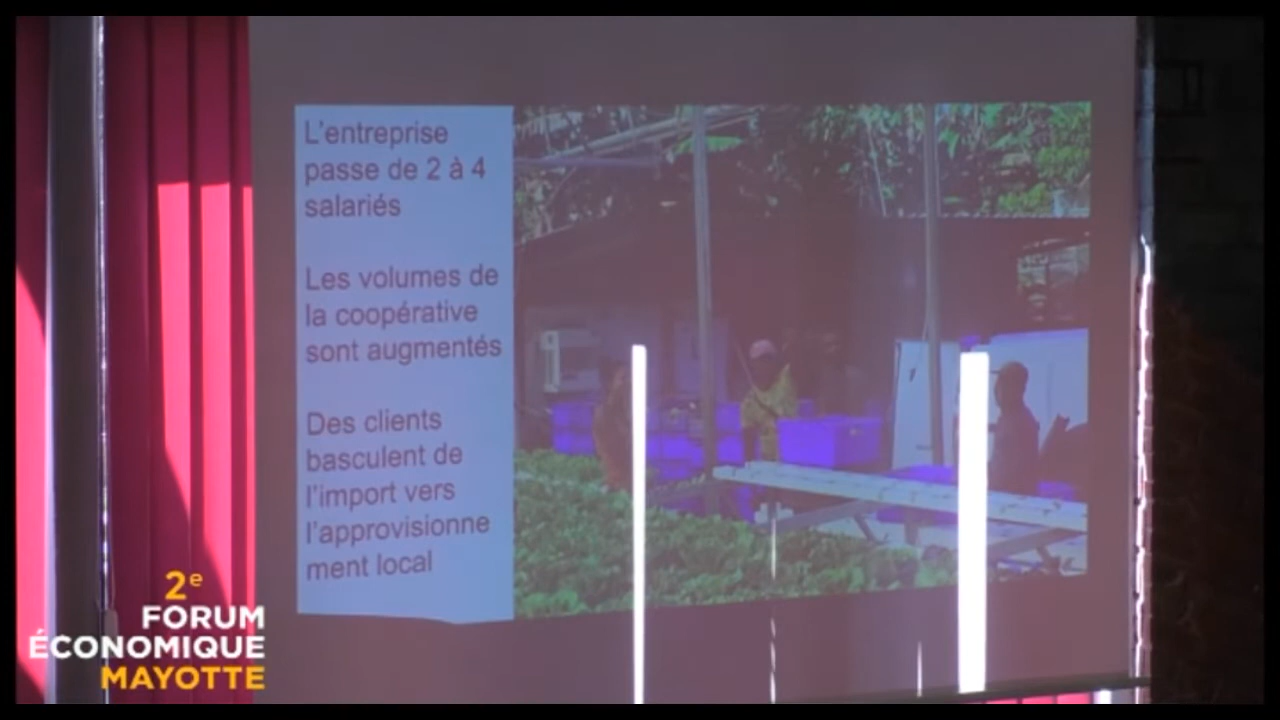 L'entreprise
passe de 2 à 4
salariés
Les volumes de
la coopérative
sont augmentés
Des clients
basculent de
l'import vers
l'approvisionne
ment local
2e
FORUM
ÉCONOMIQUE
MAYOTTE